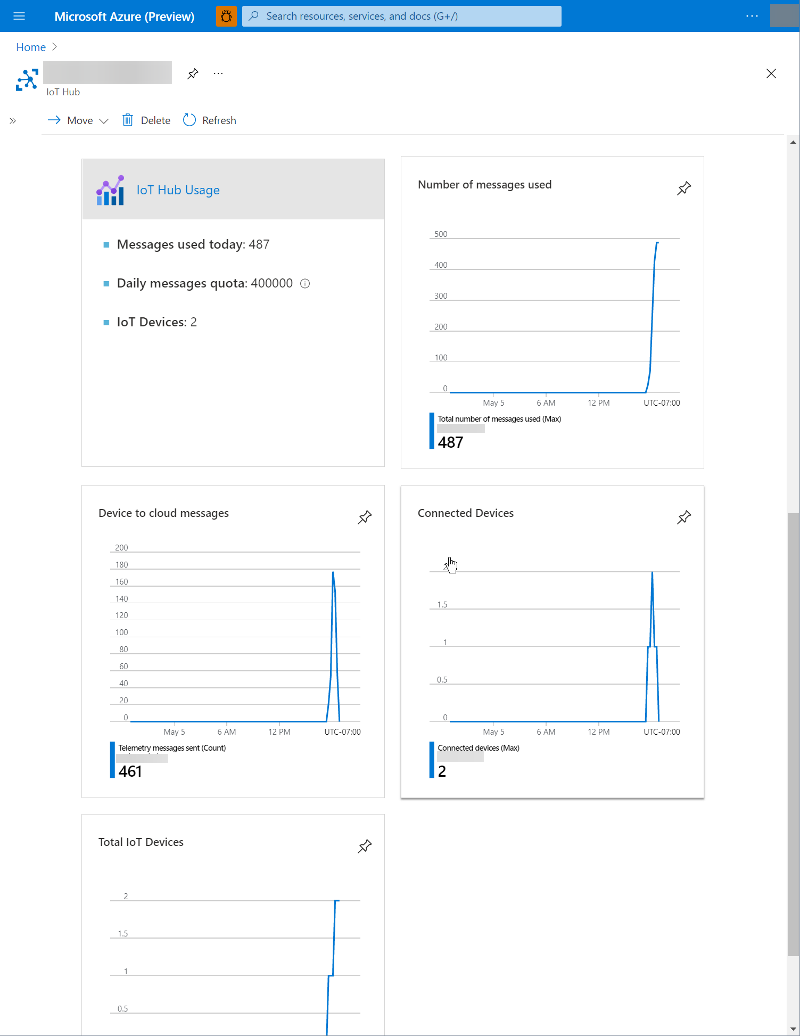 Microsoft Azure (Preview)
Search resources, services, and docs (G+/)
Home
IoT Hub
Move
Delete
Refresh
IoT Hub Usage
Messages used today: 487
Daily messages quota: 400000
IoT Devices: 2
Number of messages used
500
400
300
200
100
0
May 5 6 AM 12 PM UTC-07:00
Total number of messages used (Max)
487
Device to cloud messages
200
180
160
140
120
100
80
60
40
20
0
May 5 6 AM 12 PM UTC-07:00
Telemetry messages sent (Count)
461
Connected Devices
1.5
1
0.5
0
May 5 6 AM 12 PM UTC-07:00
Connected devices (Max)
2
Total IoT Devices
2
1.5
1
0.5